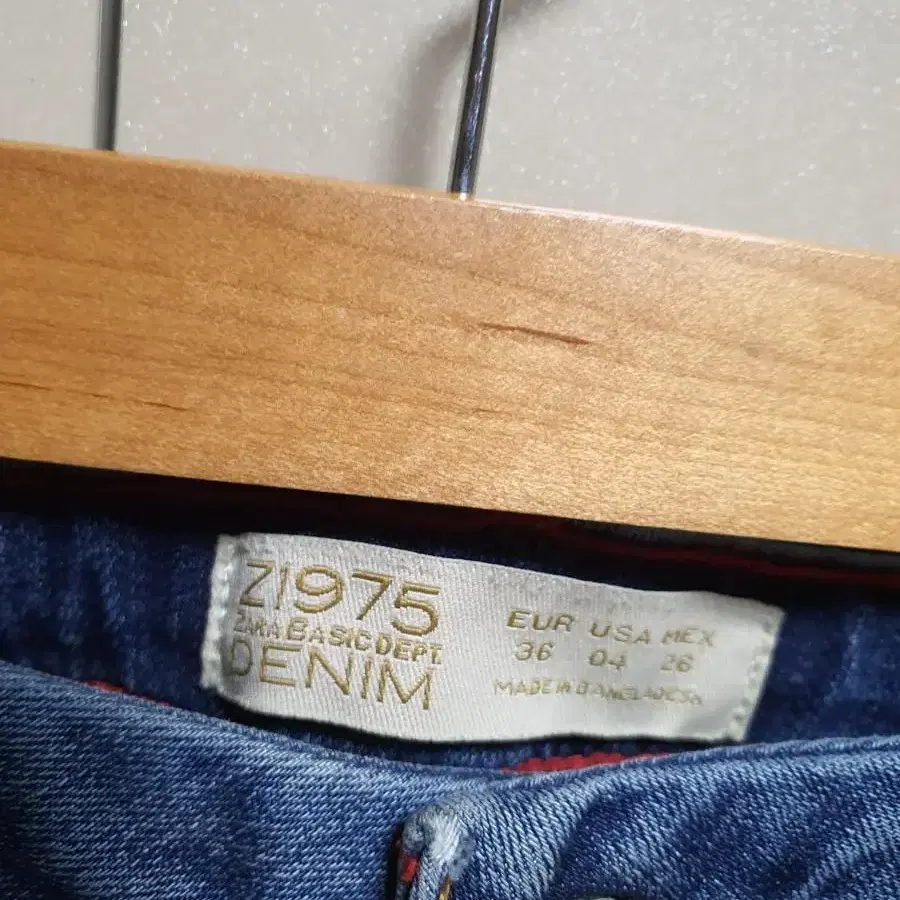 Z1975
ZARA BASIC DEPT.
DENIM
EUR USA MEX
36 04 26
MADE IN BANGLADESH